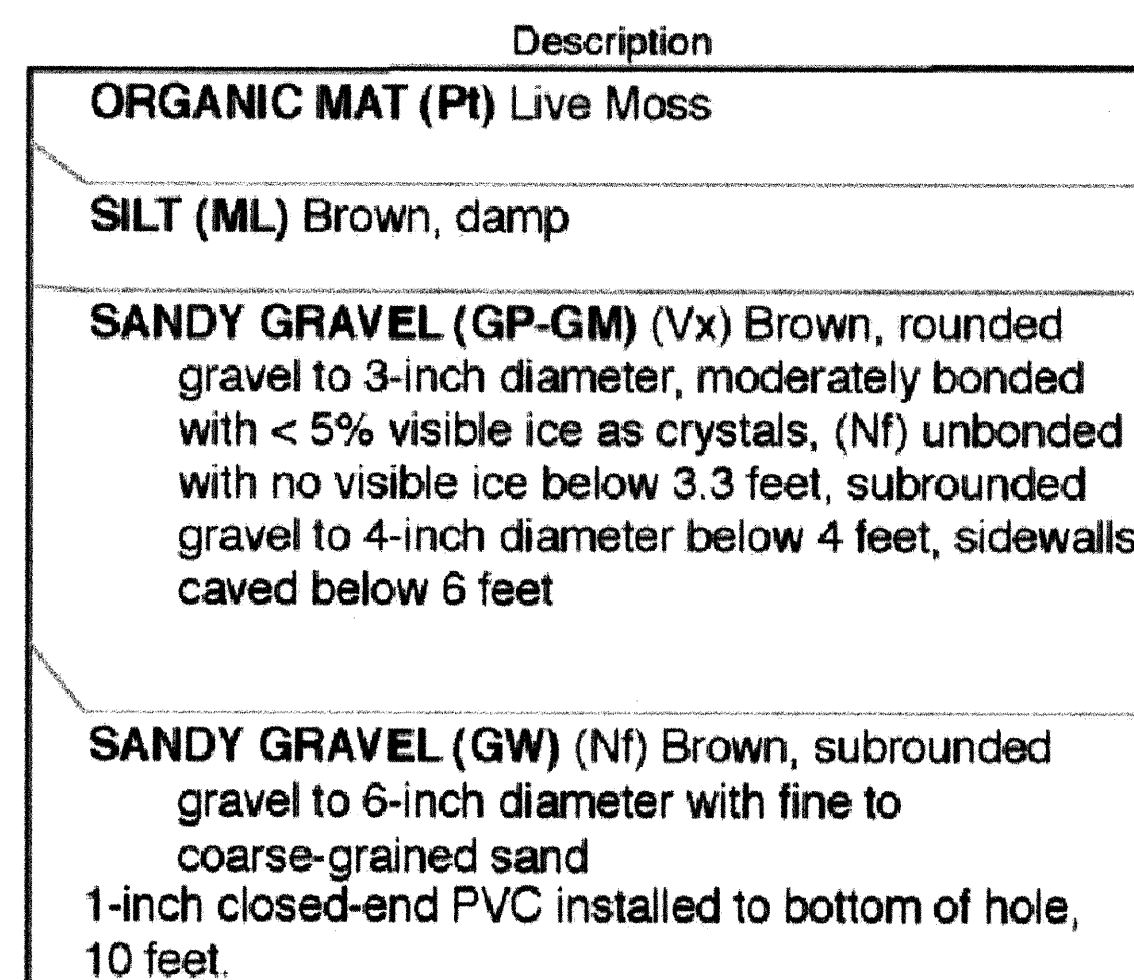 Description
ORGANIC MAT (Pt) Live Moss
SILT (ML) Brown, damp
SANDY GRAVEL (GP-GM) (Vx) Brown, rounded
gravel to 3-inch diameter, moderately bonded
with < 5% visible ice as crystals, (Nf) unbonded
with no visible ice below 3.3 feet, subrounded
gravel to 4-inch diameter below 4 feet, sidewalls
caved below 6 feet
SANDY GRAVEL (GW) (Nf) Brown, subrounded
gravel to 6-inch diameter with fine to
coarse-grained sand
1-inch closed-end PVC installed to bottom of hole,
10 feet.